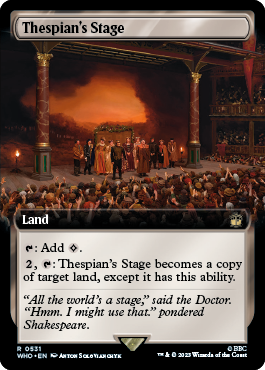 Thespian's Stage
Land
: Add .
2, : Thespian's Stage becomes a copy
of target land, except it has this ability.
"All the world's a stage," said the Doctor.
"Hmm. I might use that." pondered
Shakespeare.
R 0531
WHO • EN Anton Solovianchyk
© BBC
™ & © 2023 Wizards of the Coast